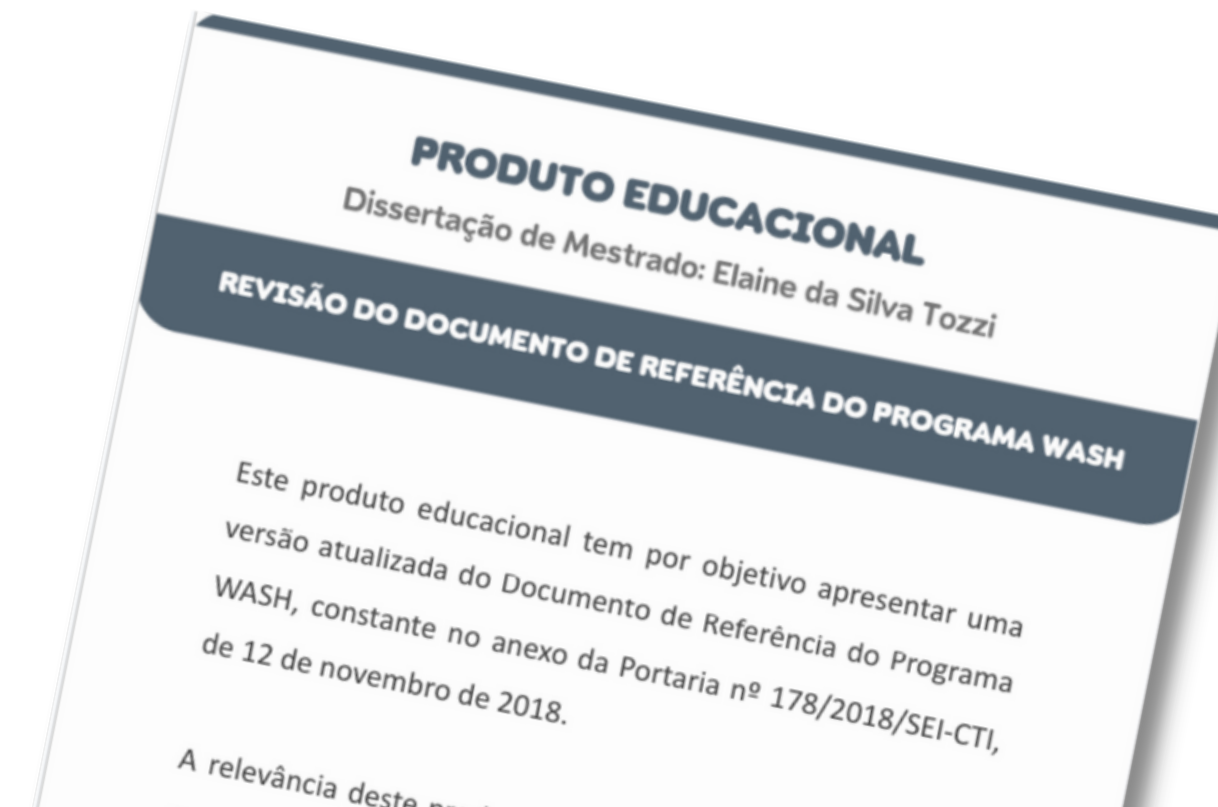 PRODUTO EDUCACIONAL
Dissertação de Mestrado: Elaine da Silva Tozzi
REVISÃO DO DOCUMENTO DE REFERÊNCIA DO PROGRAMA WASH
Este produto educacional tem por objetivo apresentar uma
versão atualizada do Documento de Referência do Programa
WASH, constante no anexo da Portaria nº 178/2018/SEI-CTI,
de 12 de novembro de 2018.
A relevância deste